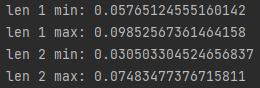 len 1 min: 0.05765124555160142
len 1 max: 0.09852567361464158
len 2 min: 0.030503304524656837
len 2 max: 0.07483477376715811